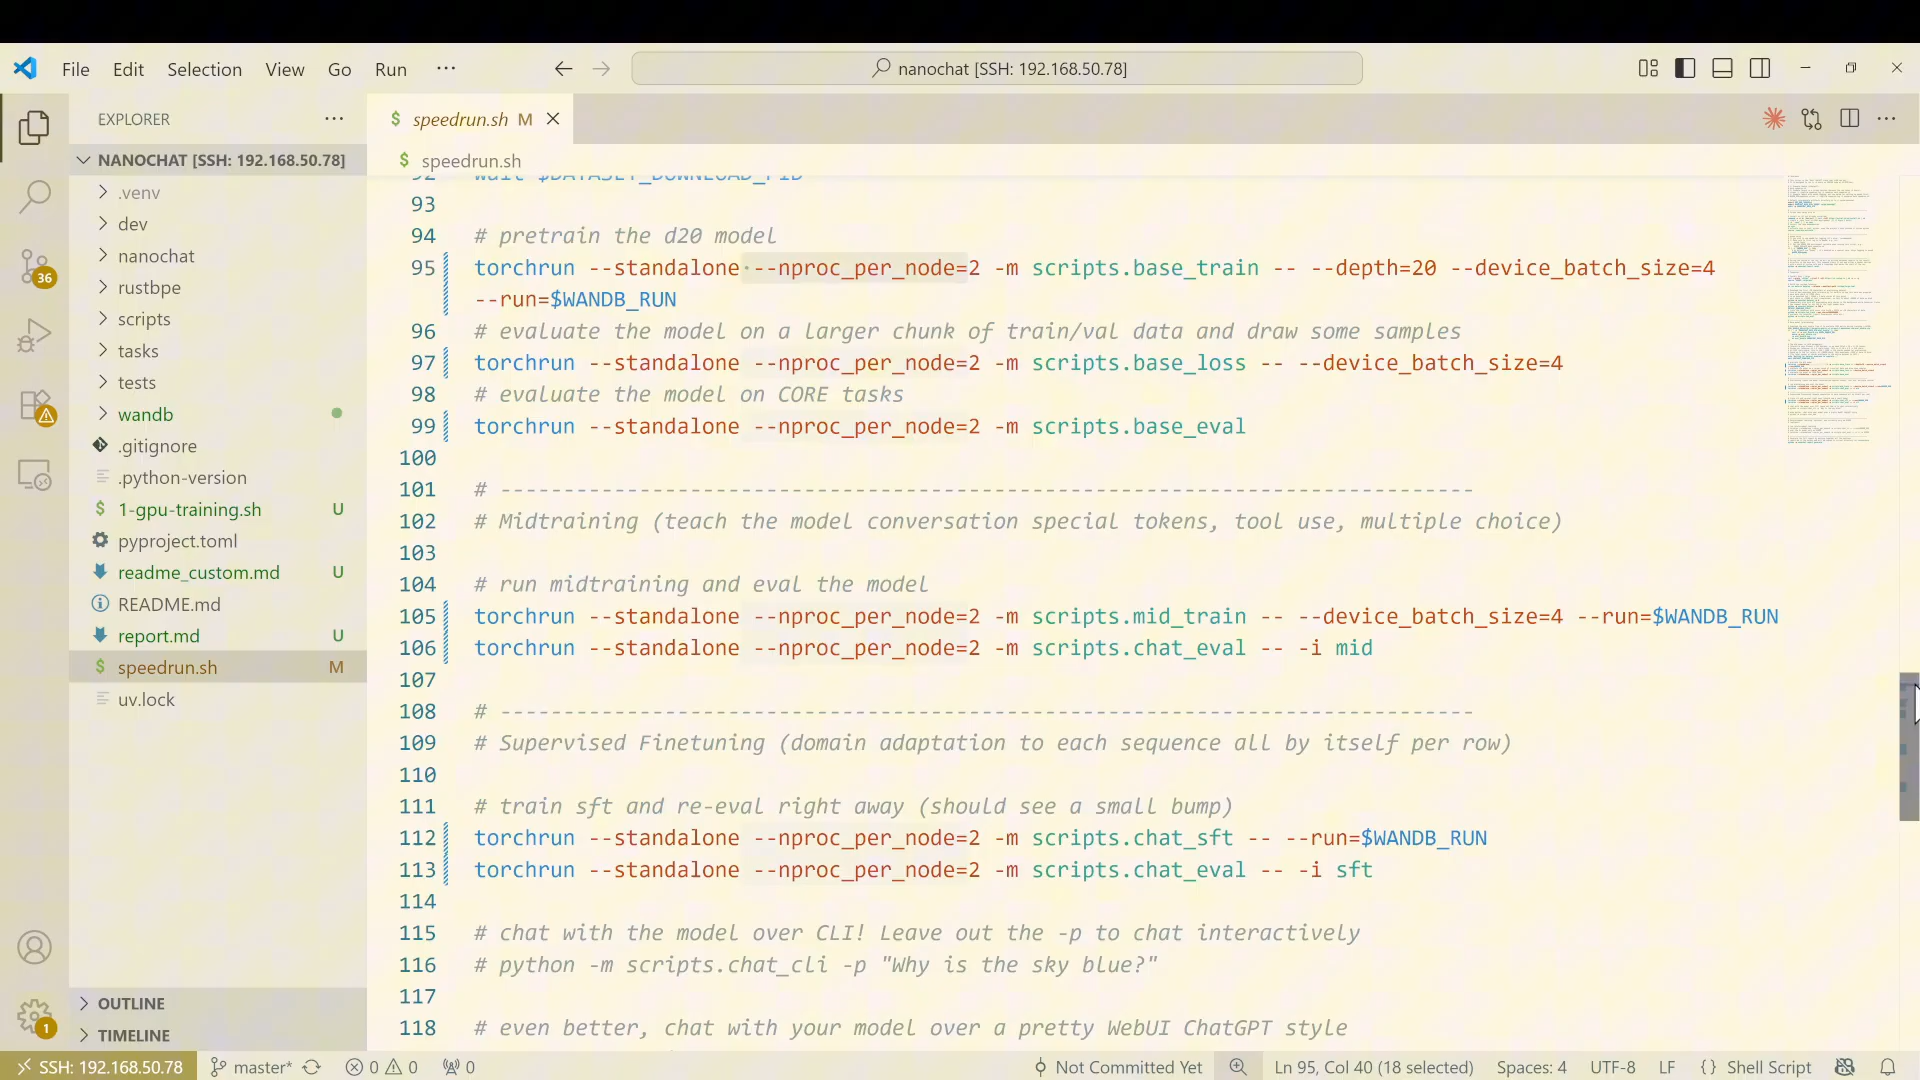 File Edit Selection View Go Run ···
nanochat [SSH: 192.168.50.78]
EXPLORER
NANOCHAT [SSH: 192.168.50.78]
.venv
dev
nanochat
rustbpe
scripts
tasks
tests
wandb
.gitignore
.python-version
$ 1-gpu-training.sh U
pyproject.toml
readme_custom.md U
README.md
report.md U
$ speedrun.sh M
uv.lock
OUTLINE
TIMELINE
36
1
$ speedrun.sh M
$ speedrun.sh
92 wait $DATASET_DOWNLOAD_PID
93
94 # pretrain the d20 model
95 torchrun --standalone --nproc_per_node=2 -m scripts.base_train -- --depth=20 --device_batch_size=4
--run=$WANDB_RUN
96 # evaluate the model on a larger chunk of train/val data and draw some samples
97 torchrun --standalone --nproc_per_node=2 -m scripts.base_loss -- --device_batch_size=4
98 # evaluate the model on CORE tasks
99 torchrun --standalone --nproc_per_node=2 -m scripts.base_eval
100
101 # -----------------------------------------------------------------------------
102 # Midtraining (teach the model conversation special tokens, tool use, multiple choice)
103
104 # run midtraining and eval the model
105 torchrun --standalone --nproc_per_node=2 -m scripts.mid_train -- --device_batch_size=4 --run=$WANDB_RUN
106 torchrun --standalone --nproc_per_node=2 -m scripts.chat_eval -- -i mid
107
108 # -----------------------------------------------------------------------------
109 # Supervised Finetuning (domain adaptation to each sequence all by itself per row)
110
111 # train sft and re-eval right away (should see a small bump)
112 torchrun --standalone --nproc_per_node=2 -m scripts.chat_sft -- --run=$WANDB_RUN
113 torchrun --standalone --nproc_per_node=2 -m scripts.chat_eval -- -i sft
114
115 # chat with the model over CLI! Leave out the -p to chat interactively
116 # python -m scripts.chat_cli -p "Why is the sky blue?"
117
118 # even better, chat with your model over a pretty WebUI ChatGPT style
SSH: 192.168.50.78 master* 0 0 0 Not Committed Yet Ln 95, Col 40 (18 selected) Spaces: 4 UTF-8 LF {} Shell Script